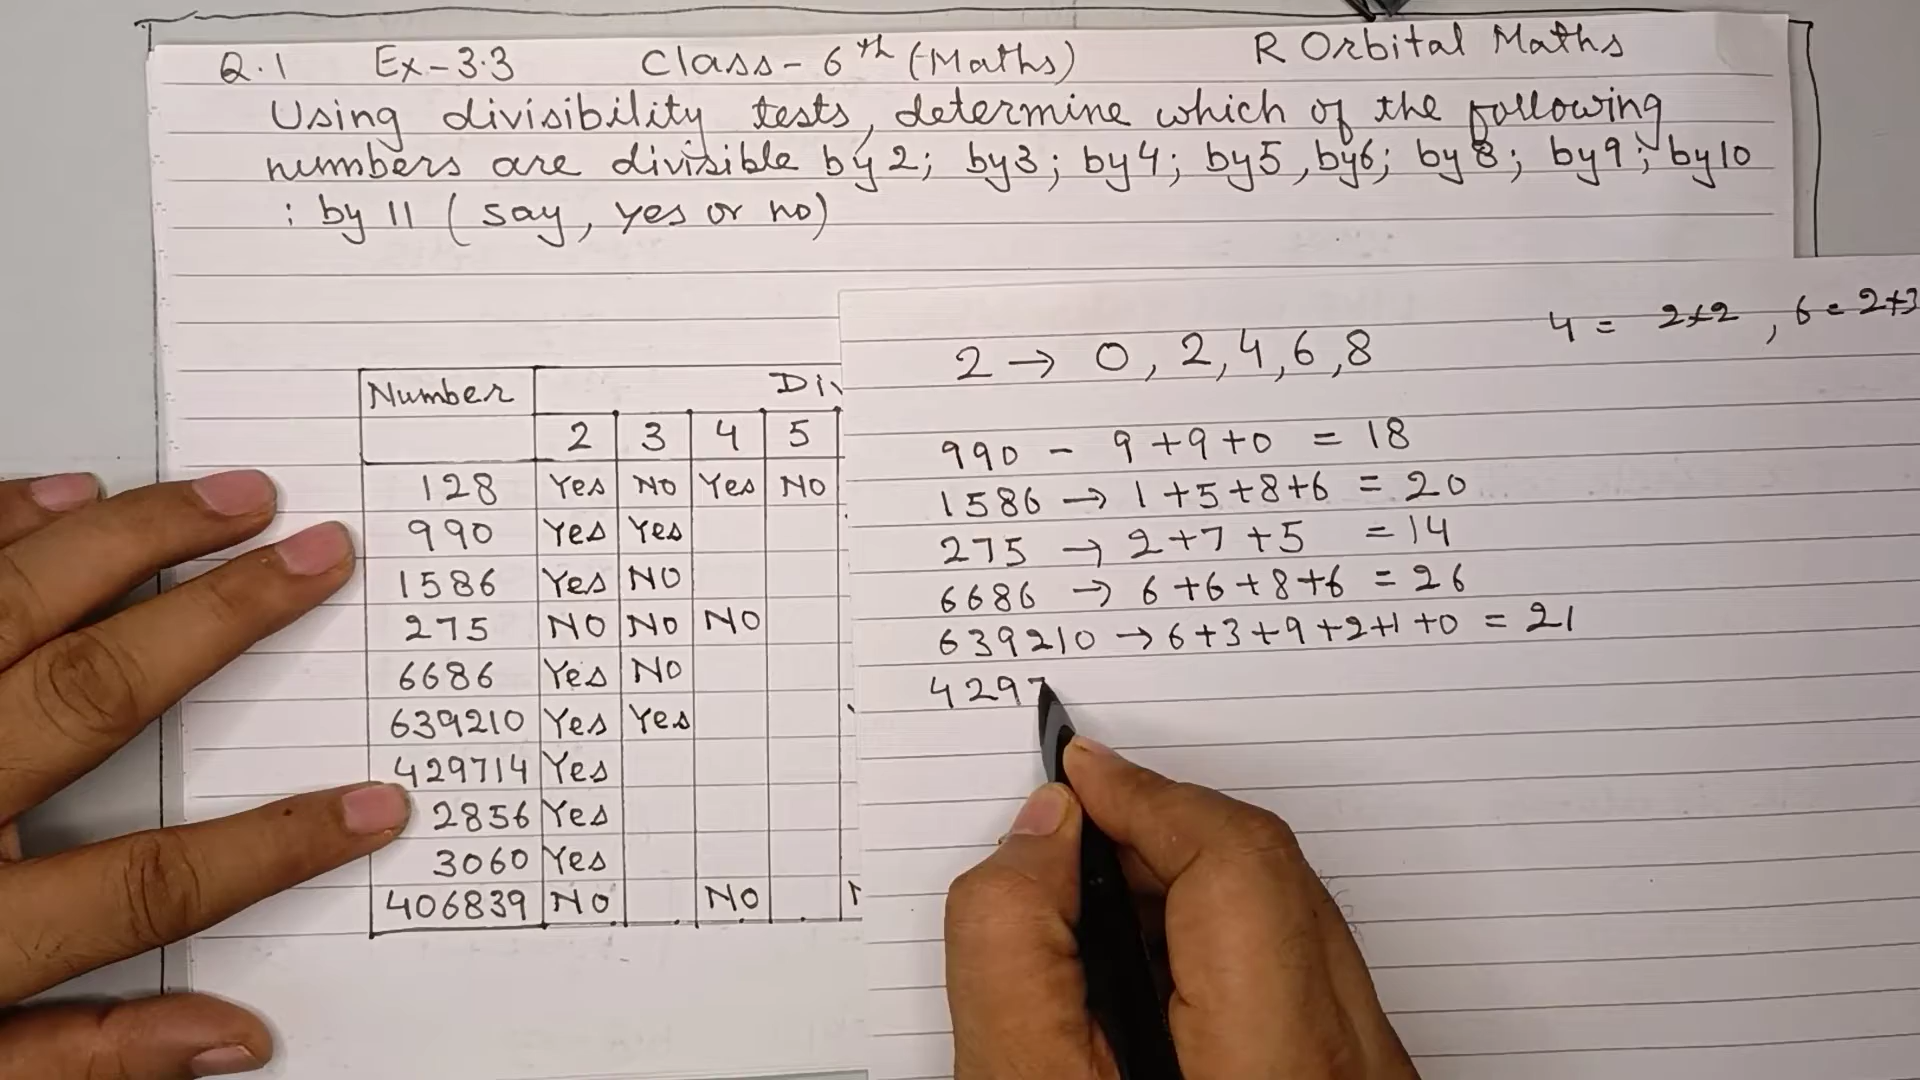 Q.1 Ex-3.3 Class-6th (Maths) R Orbital Maths
Using divisibility tests, determine which of the following
numbers are divisible by 2; by 3; by 4; by 5, by 6; by 8; by 9; by 10
; by 11 (say, yes or no)
Number
2 3 4 5
128 Yes NO Yes NO
990 Yes Yes
1586 Yes NO
275 NO NO NO
6686 Yes NO
639210 Yes Yes
429714 Yes
2856 Yes
3060 Yes
406839 NO NO
4 = 2×2, 6 = 2×3
2 → 0, 2, 4, 6, 8
990 - 9+9+0 = 18
1586 → 1+5+8+6 = 20
275 → 2+7+5 = 14
6686 → 6+6+8+6 = 26
639210 → 6+3+9+2+1+0 = 21
4297